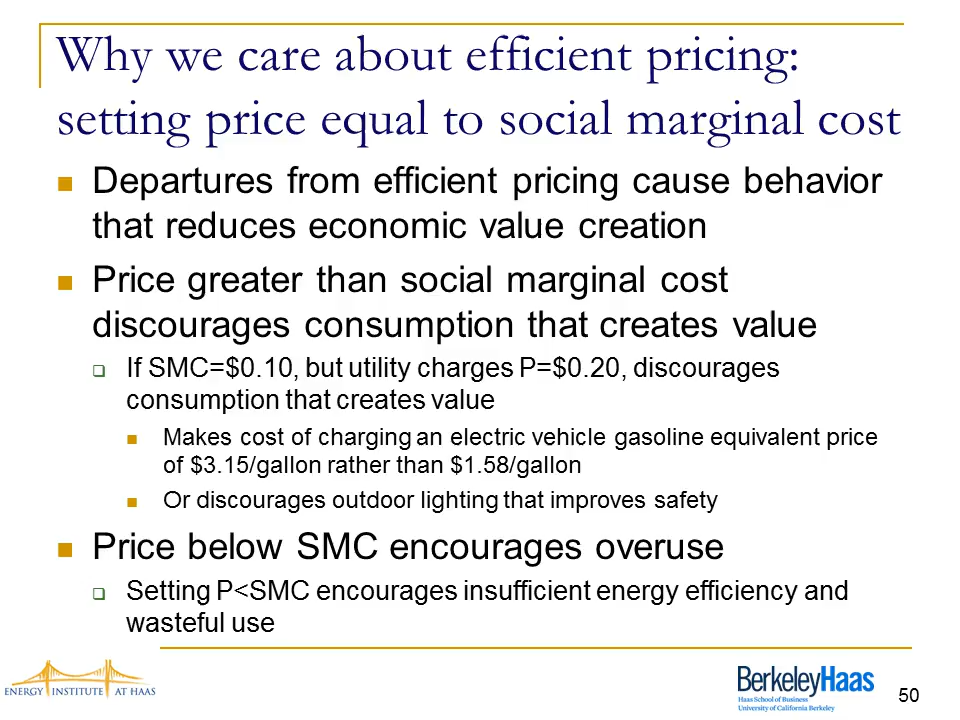 Why we care about efficient pricing:
setting price equal to social marginal cost
Departures from efficient pricing cause behavior
that reduces economic value creation
Price greater than social marginal cost
discourages consumption that creates value
If SMC=$0.10, but utility charges P=$0.20, discourages
consumption that creates value
Makes cost of charging an electric vehicle gasoline equivalent price
of $3.15/gallon rather than $1.58/gallon
Or discourages outdoor lighting that improves safety
Price below SMC encourages overuse
Setting P<SMC encourages insufficient energy efficiency and
wasteful use
ENERGY INSTITUTE AT HAAS
BerkeleyHaas
Haas School of Business
University of California Berkeley
50